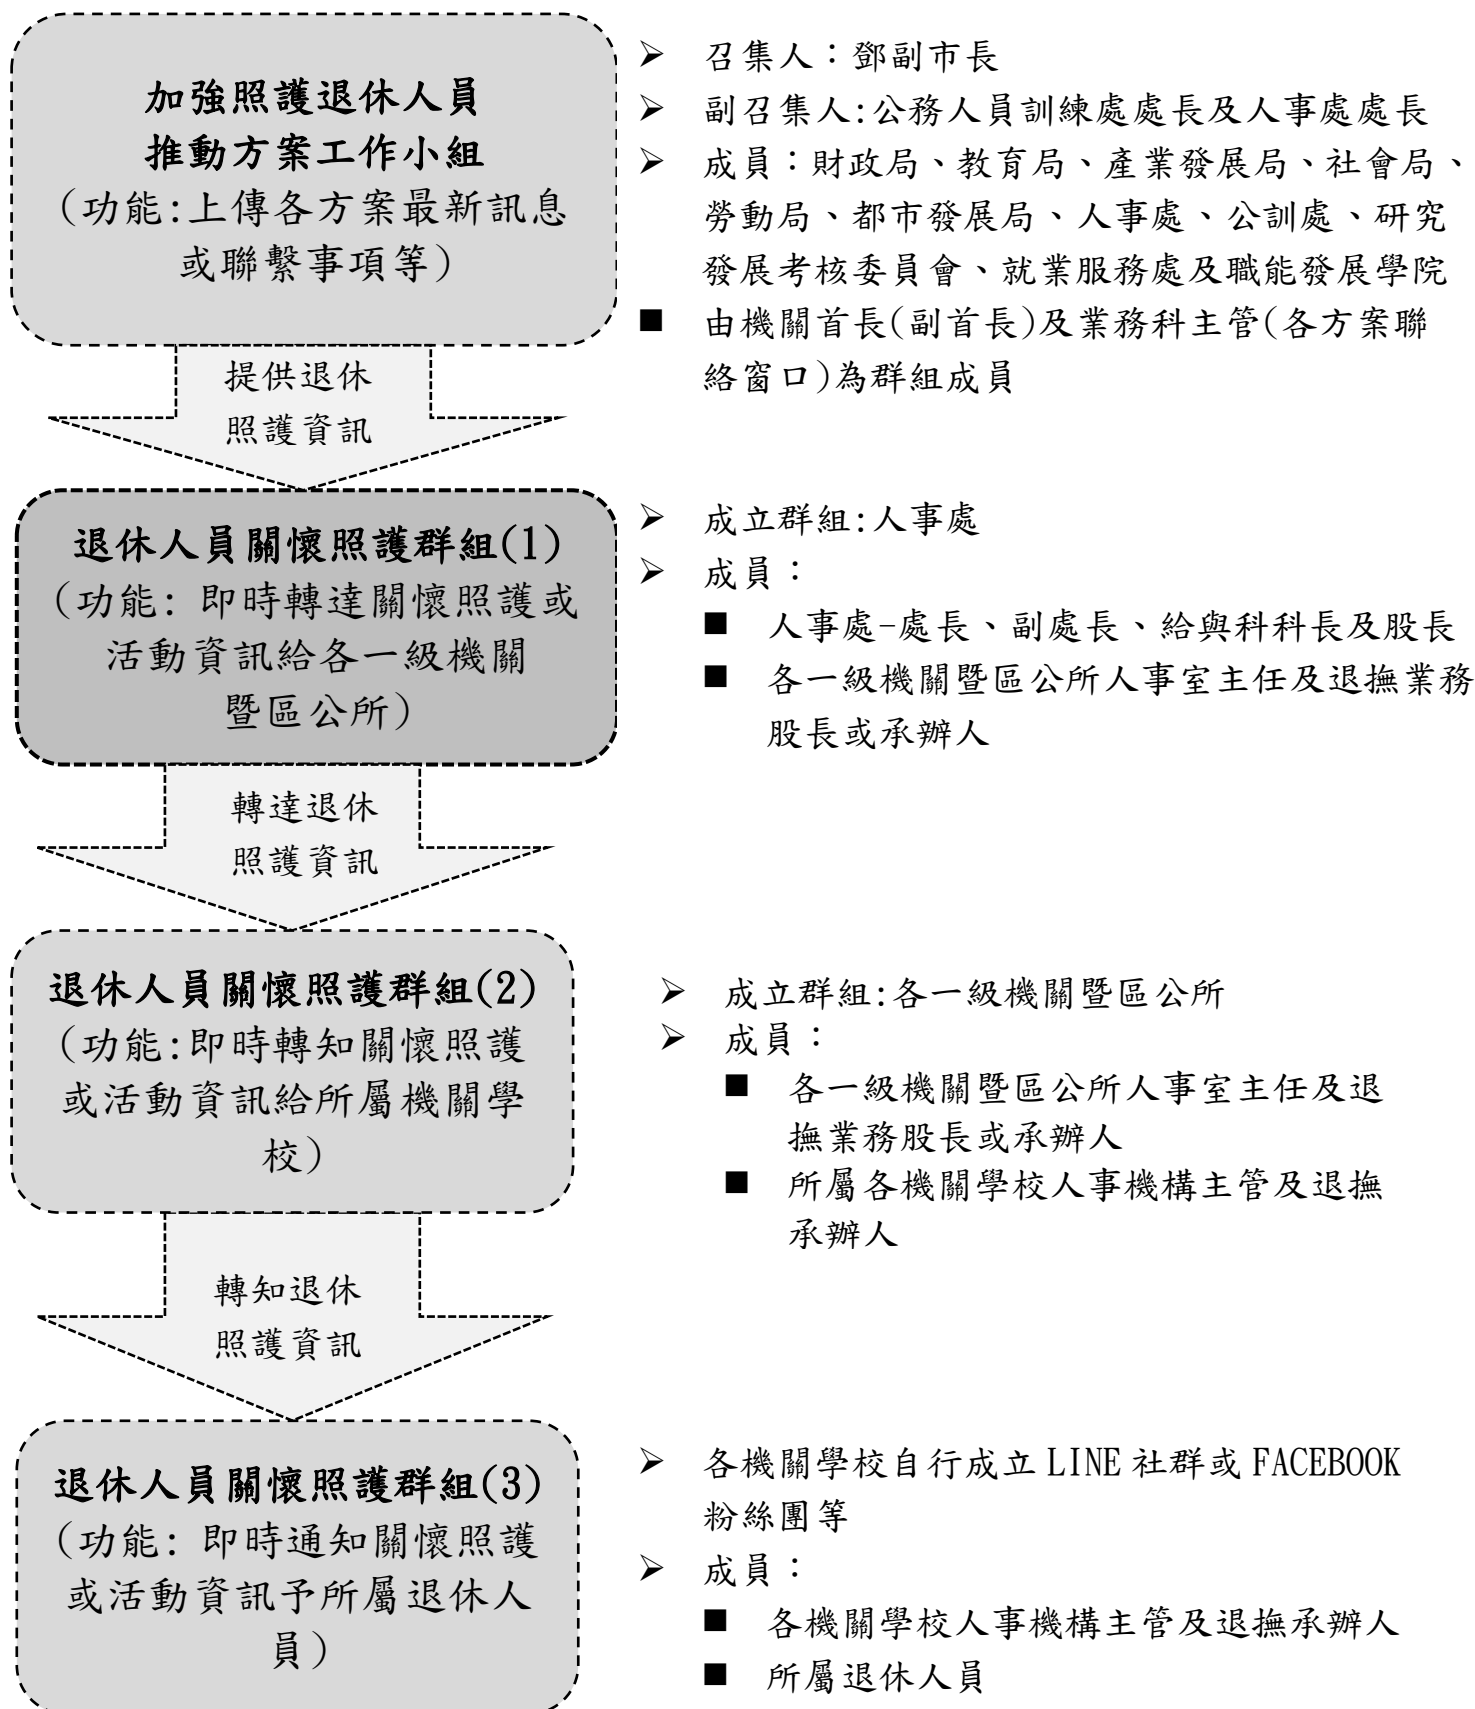 加強照護退休人員
推動方案工作小組
(功能:上傳各方案最新訊息
或聯繫事項等)
➢ 召集人：鄧副市長
➢ 副召集人:公務人員訓練處處長及人事處處長
➢ 成員：財政局、教育局、產業發展局、社會局、
勞動局、都市發展局、人事處、公訓處、研究
發展考核委員會、就業服務處及職能發展學院
■ 由機關首長(副首長)及業務科主管(各方案聯
絡窗口)為群組成員
提供退休
照護資訊
退休人員關懷照護群組(1)
(功能: 即時轉達關懷照護或
活動資訊給各一級機關
暨區公所)
➢ 成立群組:人事處
➢ 成員：
■ 人事處-處長、副處長、給與科科長及股長
■ 各一級機關暨區公所人事室主任及退撫業務
股長或承辦人
轉達退休
照護資訊
退休人員關懷照護群組(2)
(功能:即時轉知關懷照護
或活動資訊給所屬機關學
校)
➢ 成立群組:各一級機關暨區公所
➢ 成員：
■ 各一級機關暨區公所人事室主任及退
撫業務股長或承辦人
■ 所屬各機關學校人事機構主管及退撫
承辦人
轉知退休
照護資訊
退休人員關懷照護群組(3)
(功能: 即時通知關懷照護
或活動資訊予所屬退休人
員)
➢ 各機關學校自行成立 LINE 社群或 FACEBOOK
粉絲團等
➢ 成員：
■ 各機關學校人事機構主管及退撫承辦人
■ 所屬退休人員